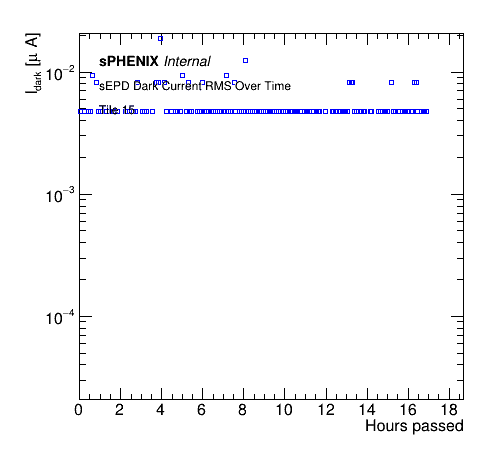 I_dark [μ A]
sPHENIX Internal
10^−2
sEPD Dark Current RMS Over Time
Tile 15
10^−3
10^−4
0 2 4 6 8 10 12 14 16 18
Hours passed